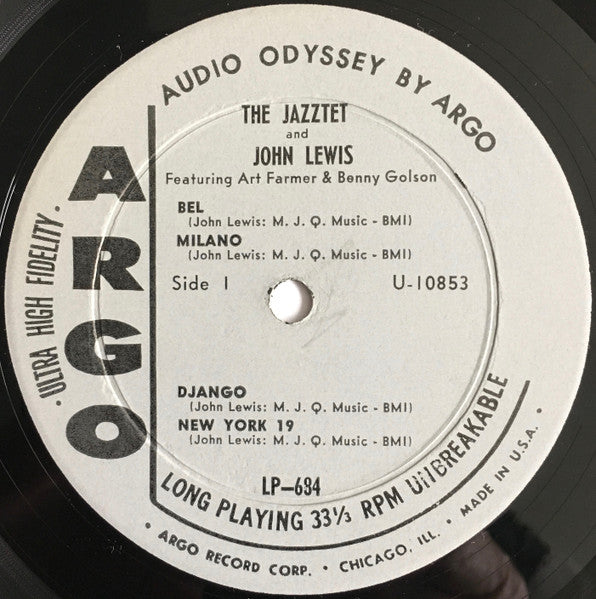 AUDIO ODYSSEY BY ARGO
THE JAZZTET
and
JOHN LEWIS
Featuring Art Farmer & Benny Golson
BEL
(John Lewis: M. J. Q. Music - BMI)
MILANO
(John Lewis: M. J. Q. Music - BMI)
Side 1
U-10853
DJANGO
(John Lewis: M. J. Q. Music - BMI)
NEW YORK 19
(John Lewis: M. J. Q. Music - BMI)
LP-684
ARGO
· ULTRA HIGH FIDELITY ·
LONG PLAYING 33⅓ RPM UNBREAKABLE
· ARGO RECORD CORP. · CHICAGO, ILL. · MADE IN U.S.A. ·